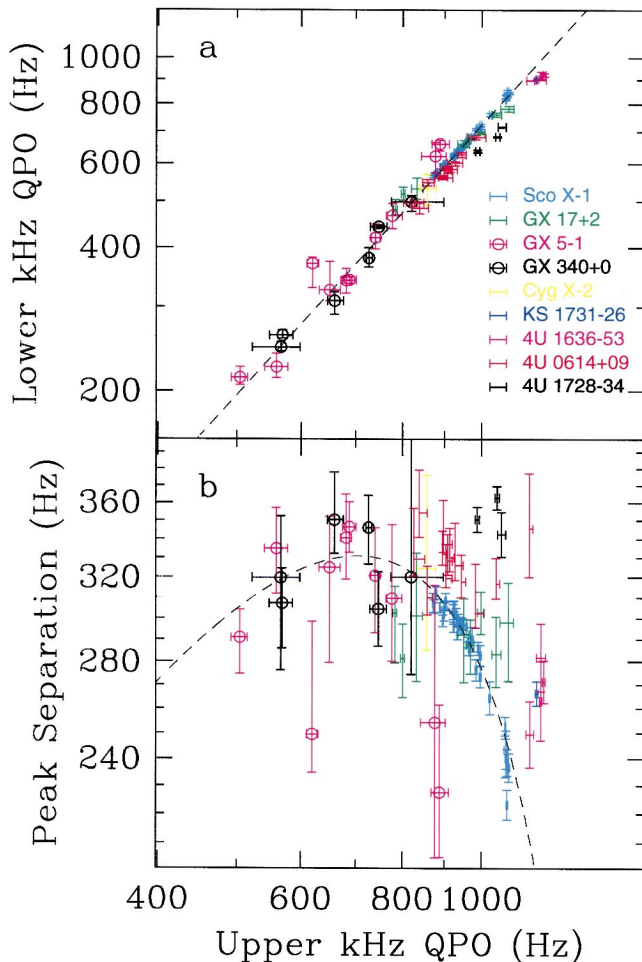 a
1000
800
600
400
200
Lower kHz QPO (Hz)
Sco X-1
GX 17+2
GX 5-1
GX 340+0
Cyg X-2
KS 1731-26
4U 1636-53
4U 0614+09
4U 1728-34
b
360
320
280
240
Peak Separation (Hz)
400 600 800 1000
Upper kHz QPO (Hz)